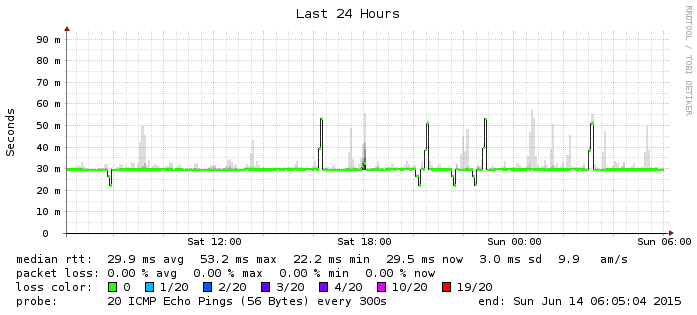 Last 24 Hours
RRDTOOL / TOBI OETIKER
Seconds
90 m
80 m
70 m
60 m
50 m
40 m
30 m
20 m
10 m
0
Sat 12:00 Sat 18:00 Sun 00:00 Sun 06:00
median rtt: 29.9 ms avg 53.2 ms max 22.2 ms min 29.5 ms now 3.0 ms sd 9.9 am/s
packet loss: 0.00 % avg 0.00 % max 0.00 % min 0.00 % now
loss color: 0 1/20 2/20 3/20 4/20 10/20 19/20
probe: 20 ICMP Echo Pings (56 Bytes) every 300s end: Sun Jun 14 06:05:04 2015